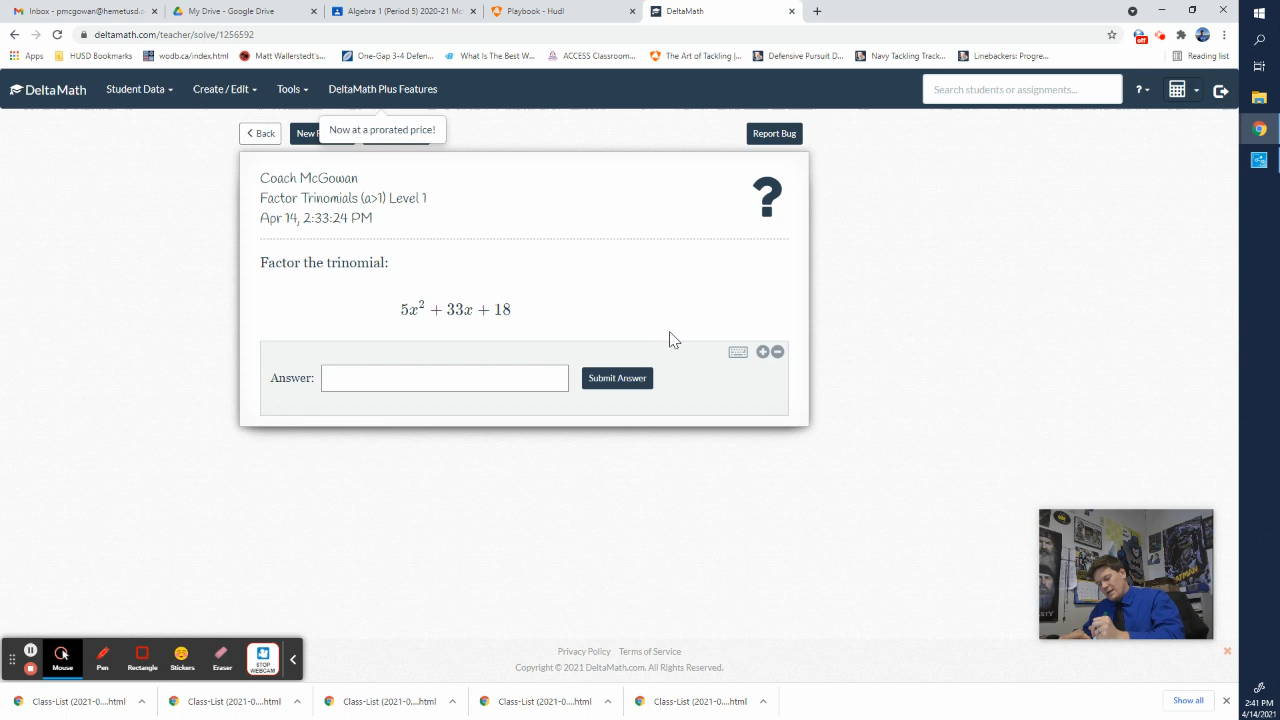 Inbox - pmcgowan@hemetusd.o
My Drive - Google Drive
Algebra 1 (Period 5) 2020-21 Mc
Playbook - Hudl
DeltaMath
deltamath.com/teacher/solve/1256592
off
Apps
HUSD Bookmarks
wodb.ca/index.html
Matt Wallerstedt's...
One-Gap 3-4 Defen...
What Is The Best W...
ACCESS Classroom...
The Art of Tackling |...
Defensive Pursuit D...
Navy Tackling Track...
Linebackers: Progre...
Reading list
DeltaMath
Student Data
Create / Edit
Tools
DeltaMath Plus Features
Search students or assignments...
?
Now at a prorated price!
Back
Report Bug
Coach McGowan
Factor Trinomials (a>1) Level 1
Apr 14, 2:33:24 PM
?
Factor the trinomial:
5x² + 33x + 18
Answer:
Submit Answer
BATMAN
Mouse
Pen
Rectangle
Stickers
Eraser
STOP WEBCAM
Privacy Policy Terms of Service
Copyright © 2021 DeltaMath.com. All Rights Reserved.
Class-List (2021-0....html
Class-List (2021-0....html
Class-List (2021-0....html
Class-List (2021-0....html
Class-List (2021-0....html
Show all
2:41 PM
4/14/2021